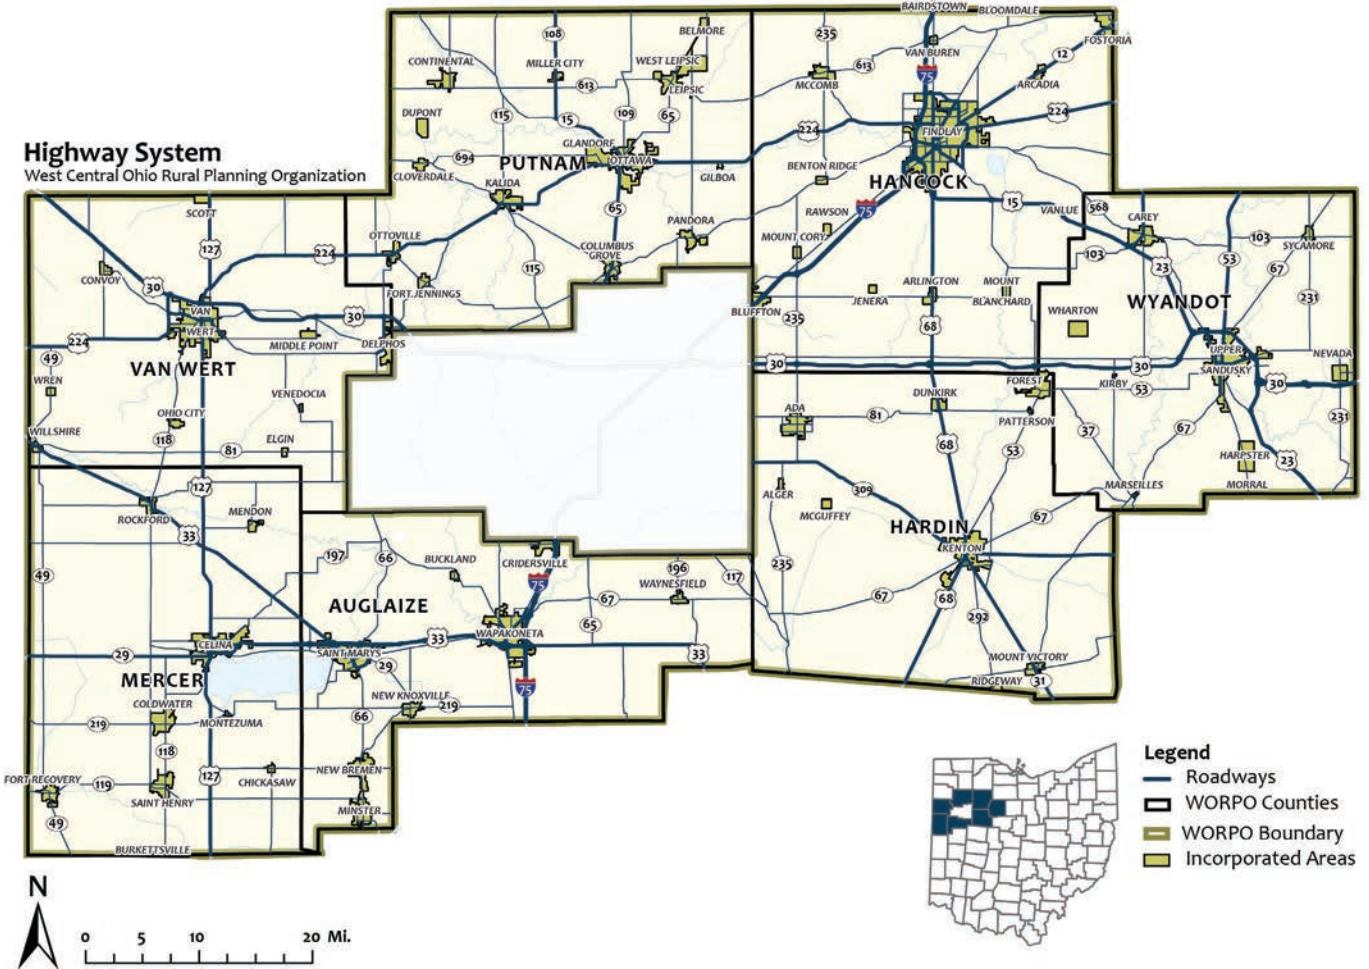 BAIRDSTOWN
BLOOMDALE
BELMORE
108
235
FOSTORIA
VAN BUREN
12
CONTINENTAL
MILLER CITY
WEST LEIPSIC
613
75
ARCADIA
613
LEIPSIC
MCCOMB
DUPONT
115
15
109
65
224
224
FINDLAY
Highway System
West Central Ohio Rural Planning Organization
694
GLANDORF
PUTNAM
OTTAWA
CLOVERDALE
KALIDA
GILBOA
BENTON RIDGE
HANCOCK
SCOTT
65
PANDORA
RAWSON
75
15
VANLUE
568
CAREY
127
OTTOVILLE
COLUMBUS
GROVE
MOUNT CORY
103
103
SYCAMORE
224
115
23
53
67
CONVOY
30
FORT JENNINGS
ARLINGTON
MOUNT
BLANCHARD
JENERA
WYANDOT
231
VAN
WERT
30
BLUFFTON
235
68
WHARTON
224
MIDDLE POINT
DELPHOS
UPPER
SANDUSKY
49
VAN WERT
30
30
NEVADA
WREN
KIRBY
53
30
VENEDOCIA
DUNKIRK
FOREST
OHIO CITY
ADA
81
PATTERSON
231
WILLSHIRE
118
ELGIN
68
37
67
81
53
HARPSTER
23
127
ALGER
309
MARSEILLES
MORRAL
ROCKFORD
MENDON
MCGUFFEY
67
33
HARDIN
KENTON
197
66
BUCKLAND
CRIDERSVILLE
196
117
235
49
75
WAYNESFIELD
AUGLAIZE
67
67
68
292
65
CELINA
33
WAPAKONETA
29
SAINT MARYS
29
33
MOUNT VICTORY
MERCER
75
RIDGEWAY
31
COLDWATER
NEW KNOXVILLE
219
219
MONTEZUMA
66
118
127
FORT RECOVERY
119
CHICKASAW
NEW BREMEN
SAINT HENRY
MINSTER
49
BURKETTSVILLE
Legend
Roadways
WORPO Counties
WORPO Boundary
Incorporated Areas
N
0 5 10 20 Mi.